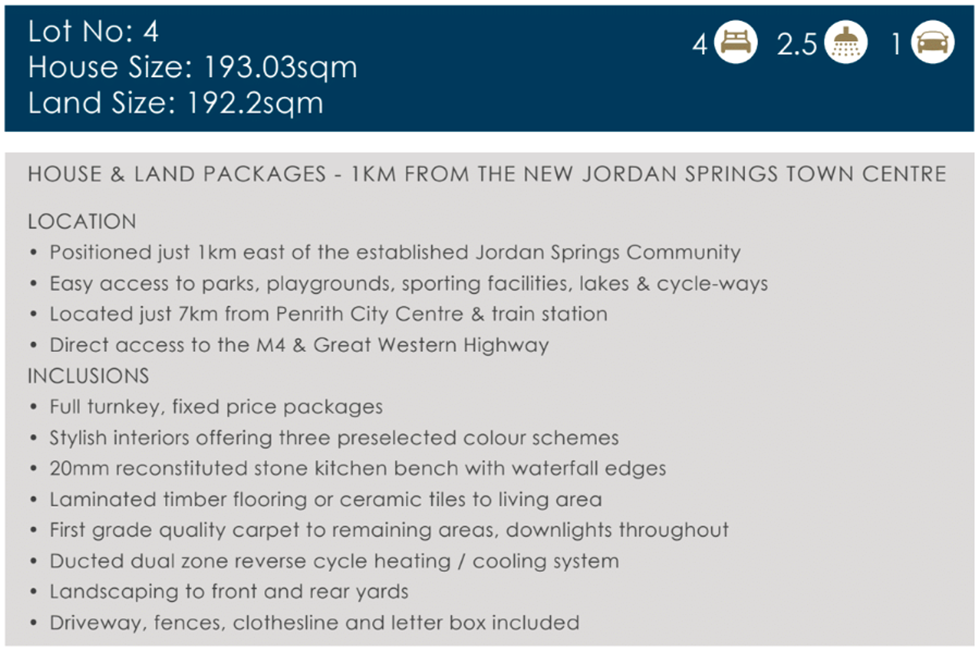 Lot No: 4
House Size: 193.03sqm
Land Size: 192.2sqm
4 2.5 1
HOUSE & LAND PACKAGES - 1KM FROM THE NEW JORDAN SPRINGS TOWN CENTRE
LOCATION
• Positioned just 1km east of the established Jordan Springs Community
• Easy access to parks, playgrounds, sporting facilities, lakes & cycle-ways
• Located just 7km from Penrith City Centre & train station
• Direct access to the M4 & Great Western Highway
INCLUSIONS
• Full turnkey, fixed price packages
• Stylish interiors offering three preselected colour schemes
• 20mm reconstituted stone kitchen bench with waterfall edges
• Laminated timber flooring or ceramic tiles to living area
• First grade quality carpet to remaining areas, downlights throughout
• Ducted dual zone reverse cycle heating / cooling system
• Landscaping to front and rear yards
• Driveway, fences, clothesline and letter box included